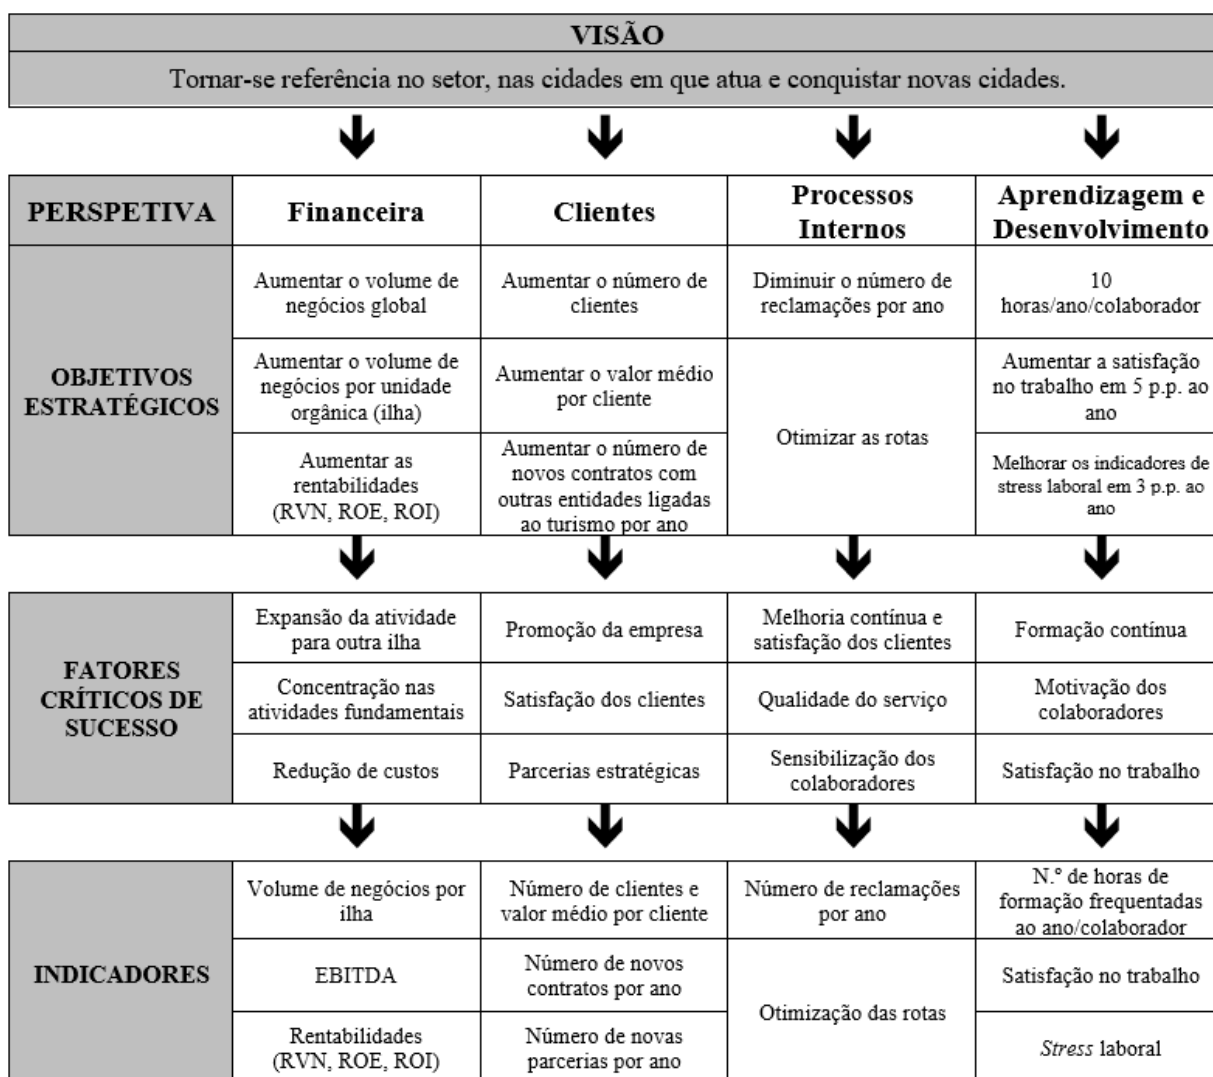 VISÃO
Tornar-se referência no setor, nas cidades em que atua e conquistar novas cidades.
PERSPETIVA
Financeira
Clientes
Processos
Internos
Aprendizagem e
Desenvolvimento
OBJETIVOS
ESTRATÉGICOS
Aumentar o volume de
negócios global
Aumentar o número de
clientes
Diminuir o número de
reclamações por ano
10
horas/ano/colaborador
Aumentar o volume de
negócios por unidade
orgânica (ilha)
Aumentar o valor médio
por cliente
Otimizar as rotas
Aumentar a satisfação
no trabalho em 5 p.p. ao
ano
Aumentar as
rentabilidades
(RVN, ROE, ROI)
Aumentar o número de
novos contratos com
outras entidades ligadas
ao turismo por ano
Melhorar os indicadores de
stress laboral em 3 p.p. ao
ano
FATORES
CRÍTICOS DE
SUCESSO
Expansão da atividade
para outra ilha
Promoção da empresa
Melhoria contínua e
satisfação dos clientes
Formação contínua
Concentração nas
atividades fundamentais
Satisfação dos clientes
Qualidade do serviço
Motivação dos
colaboradores
Redução de custos
Parcerias estratégicas
Sensibilização dos
colaboradores
Satisfação no trabalho
INDICADORES
Volume de negócios por
ilha
Número de clientes e
valor médio por cliente
Número de reclamações
por ano
N.º de horas de
formação frequentadas
ao ano/colaborador
EBITDA
Número de novos
contratos por ano
Otimização das rotas
Satisfação no trabalho
Rentabilidades
(RVN, ROE, ROI)
Número de novas
parcerias por ano
Stress laboral